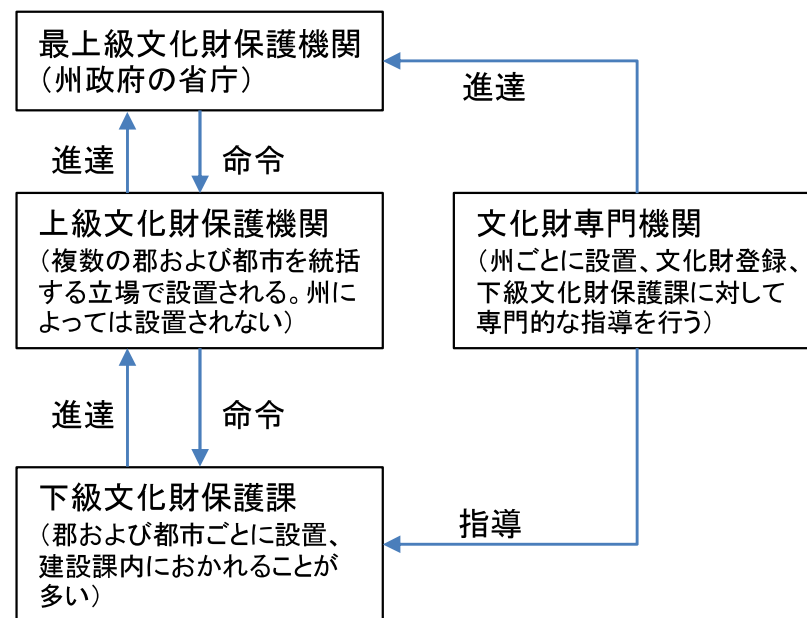 最上級文化財保護機関
（州政府の省庁）
進達
進達
命令
上級文化財保護機関
（複数の郡および都市を統括
する立場で設置される。州に
よっては設置されない）
文化財専門機関
（州ごとに設置、文化財登録、
下級文化財保護課に対して
専門的な指導を行う）
進達
命令
下級文化財保護課
（郡および都市ごとに設置、
建設課内におかれることが
多い）
指導